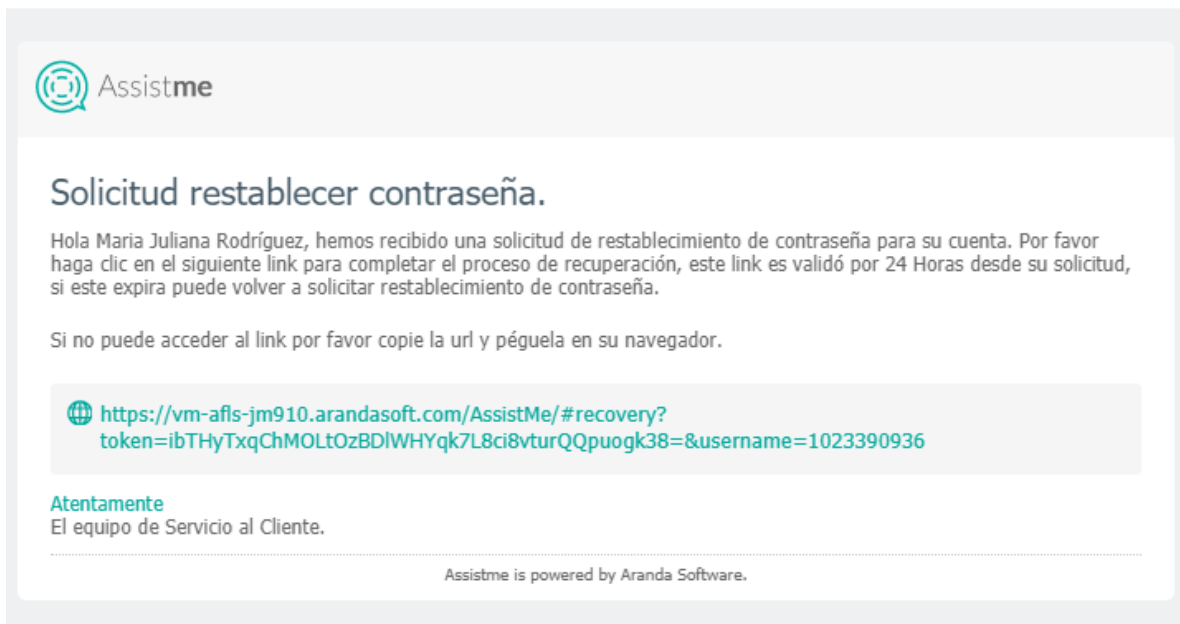 Assistme
Solicitud restablecer contraseña.
Hola Maria Juliana Rodríguez, hemos recibido una solicitud de restablecimiento de contraseña para su cuenta. Por favor
haga clic en el siguiente link para completar el proceso de recuperación, este link es validó por 24 Horas desde su solicitud,
si este expira puede volver a solicitar restablecimiento de contraseña.
Si no puede acceder al link por favor copie la url y péguela en su navegador.
https://vm-afls-jm910.arandasoft.com/AssistMe/#recovery?
token=ibTHyTxqChMOLtOzBDlWHYqk7L8ci8vturQQpuogk38=&username=1023390936
Atentamente
El equipo de Servicio al Cliente.
Assistme is powered by Aranda Software.